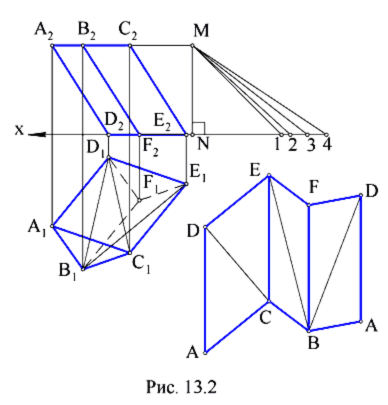 A₂ B₂ C₂ M
x D₂ F₂ E₂ N 1 2 3 4
D₁ F₁ E₁
A₁ B₁ C₁
E F D
D
C B A
A
Рис. 13.2